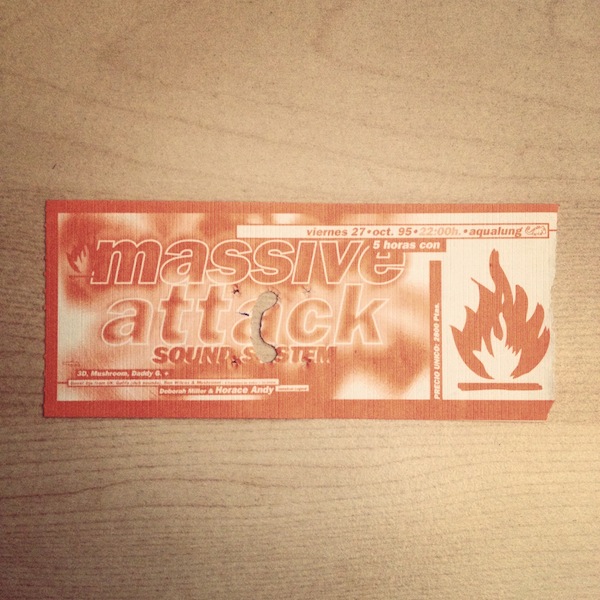 viernes 27•oct. 95•22:00h.•aqualung
5 horas con
massive
attack
SOUND SYSTEM
3D, Mushroom, Daddy G. +
Deborah Miller & Horace Andy
PRECIO UNICO: 2800 Ptas.